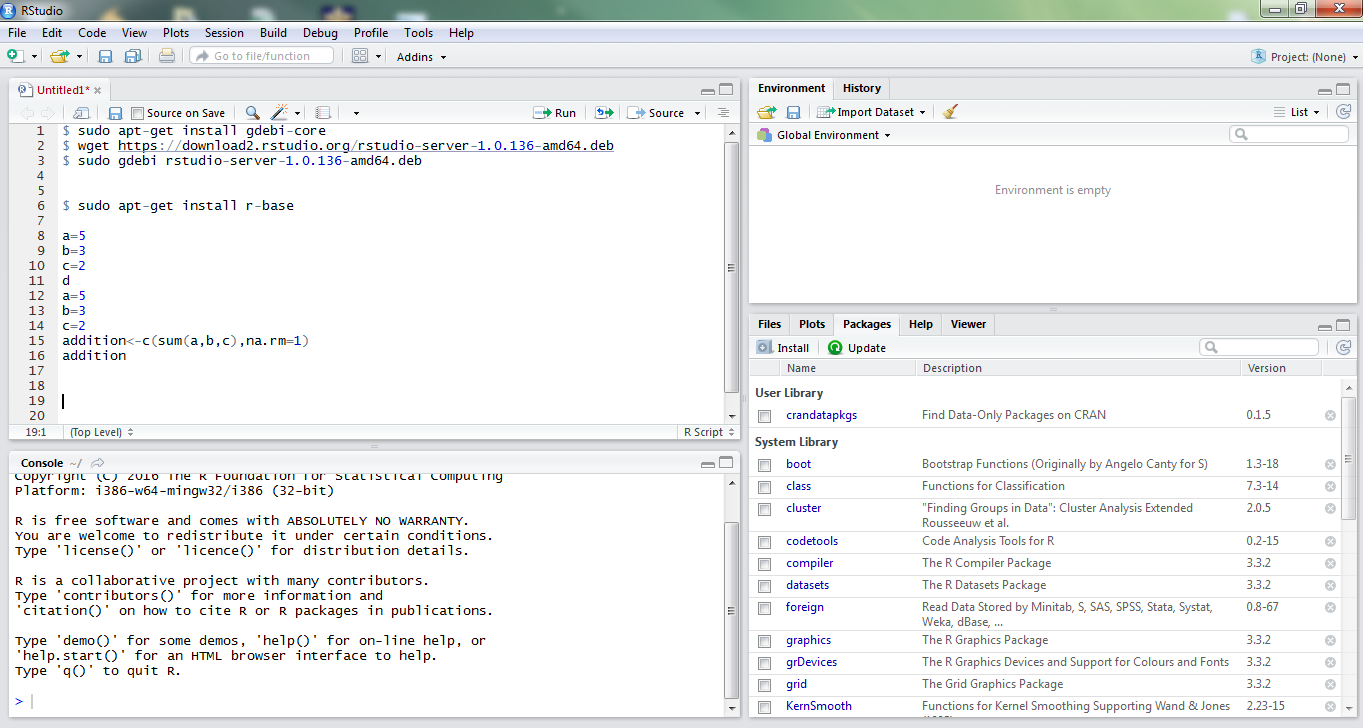 RStudio
File Edit Code View Plots Session Build Debug Profile Tools Help
Go to file/function Addins Project: (None)
Untitled1*
Source on Save Run Source
1 $ sudo apt-get install gdebi-core
2 $ wget https://download2.rstudio.org/rstudio-server-1.0.136-amd64.deb
3 $ sudo gdebi rstudio-server-1.0.136-amd64.deb
4
5
6 $ sudo apt-get install r-base
7
8 a=5
9 b=3
10 c=2
11 d
12 a=5
13 b=3
14 c=2
15 addition<-c(sum(a,b,c),na.rm=1)
16 addition
17
18
19
20
19:1 (Top Level) R Script
Console ~/
Copyright (C) 2016 The R Foundation for Statistical Computing
Platform: i386-w64-mingw32/i386 (32-bit)
R is free software and comes with ABSOLUTELY NO WARRANTY.
You are welcome to redistribute it under certain conditions.
Type 'license()' or 'licence()' for distribution details.
R is a collaborative project with many contributors.
Type 'contributors()' for more information and
'citation()' on how to cite R or R packages in publications.
Type 'demo()' for some demos, 'help()' for on-line help, or
'help.start()' for an HTML browser interface to help.
Type 'q()' to quit R.
>
Environment History
Import Dataset List
Global Environment
Environment is empty
Files Plots Packages Help Viewer
Install Update
Name Description Version
User Library
crandatapkgs Find Data-Only Packages on CRAN 0.1.5
System Library
boot Bootstrap Functions (Originally by Angelo Canty for S) 1.3-18
class Functions for Classification 7.3-14
cluster "Finding Groups in Data": Cluster Analysis Extended 2.0.5
Rousseeuw et al.
codetools Code Analysis Tools for R 0.2-15
compiler The R Compiler Package 3.3.2
datasets The R Datasets Package 3.3.2
foreign Read Data Stored by Minitab, S, SAS, SPSS, Stata, Systat, 0.8-67
Weka, dBase, ...
graphics The R Graphics Package 3.3.2
grDevices The R Graphics Devices and Support for Colours and Fonts 3.3.2
grid The Grid Graphics Package 3.3.2
KernSmooth Functions for Kernel Smoothing Supporting Wand & Jones 2.23-15